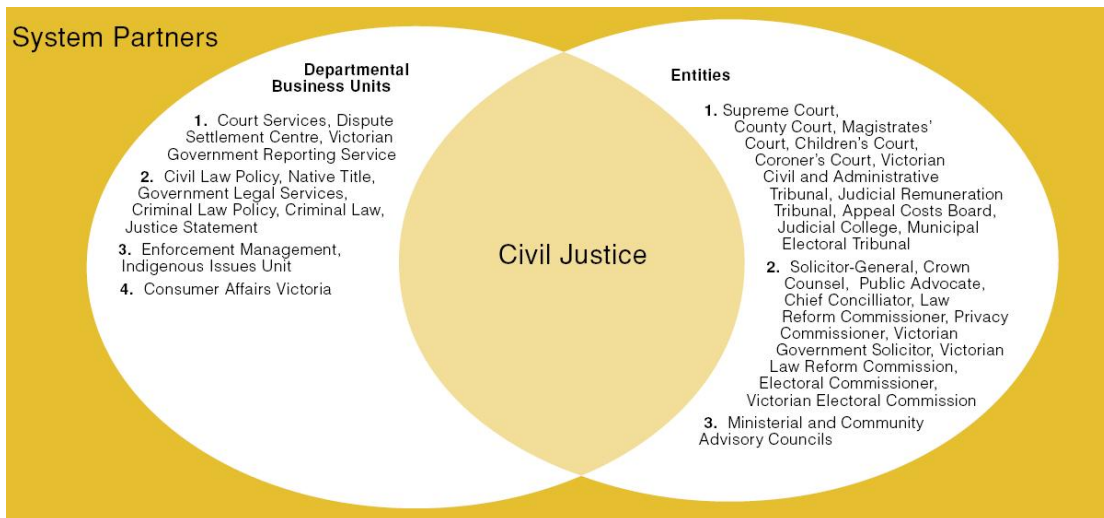 System Partners
Departmental
Business Units
1. Court Services, Dispute
Settlement Centre, Victorian
Government Reporting Service
2. Civil Law Policy, Native Title,
Government Legal Services,
Criminal Law Policy, Criminal Law,
Justice Statement
3. Enforcement Management,
Indigenous Issues Unit
4. Consumer Affairs Victoria
Civil Justice
Entities
1. Supreme Court,
County Court, Magistrates'
Court, Children's Court,
Coroner's Court, Victorian
Civil and Administrative
Tribunal, Judicial Remuneration
Tribunal, Appeal Costs Board,
Judicial College, Municipal
Electoral Tribunal
2. Solicitor-General, Crown
Counsel, Public Advocate,
Chief Concilliator, Law
Reform Commissioner, Privacy
Commissioner, Victorian
Government Solicitor, Victorian
Law Reform Commission,
Electoral Commissioner,
Victorian Electoral Commission
3. Ministerial and Community
Advisory Councils